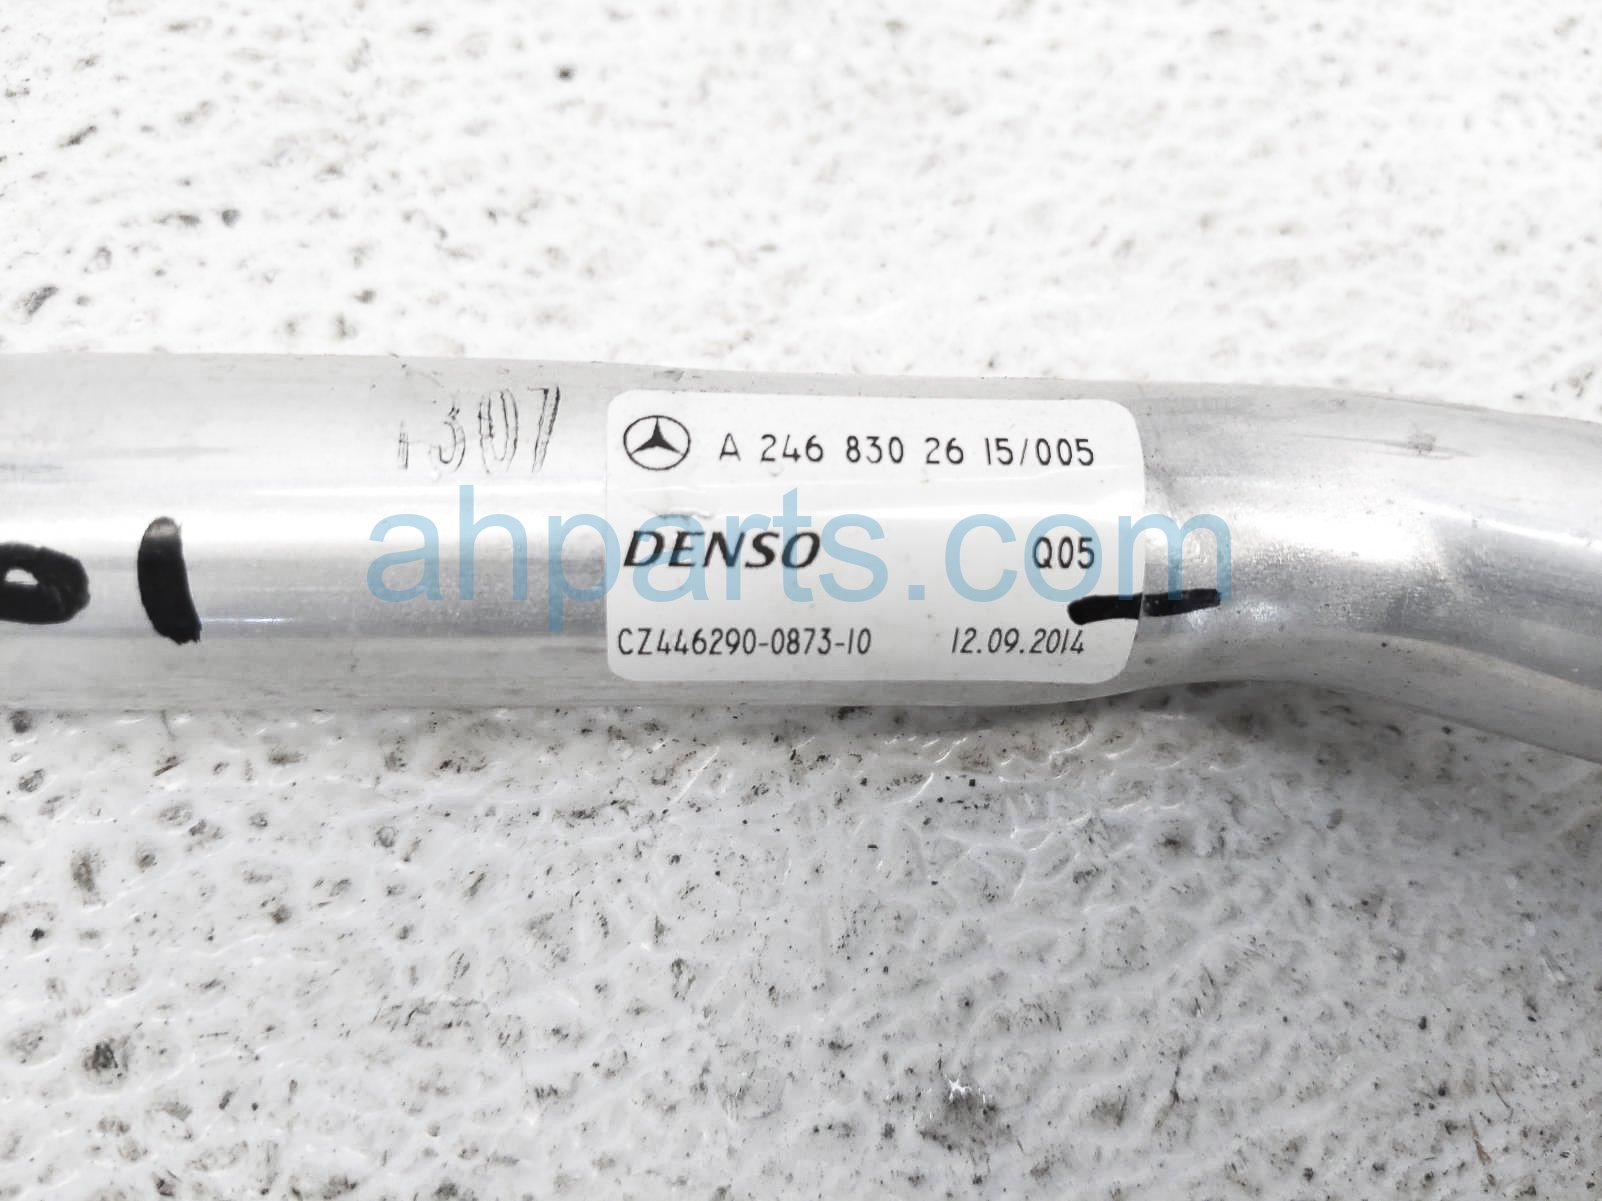 1307
A 246 830 26 15/005
ahparts.com
DENSO Q05
CZ446290-0873-10 12.09.2014